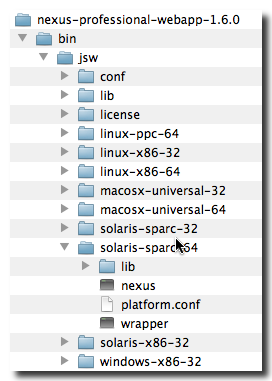 nexus-professional-webapp-1.6.0
bin
jsw
conf
lib
license
linux-ppc-64
linux-x86-32
linux-x86-64
macosx-universal-32
macosx-universal-64
solaris-sparc-32
solaris-sparc-64
lib
nexus
platform.conf
wrapper
solaris-x86-32
windows-x86-32